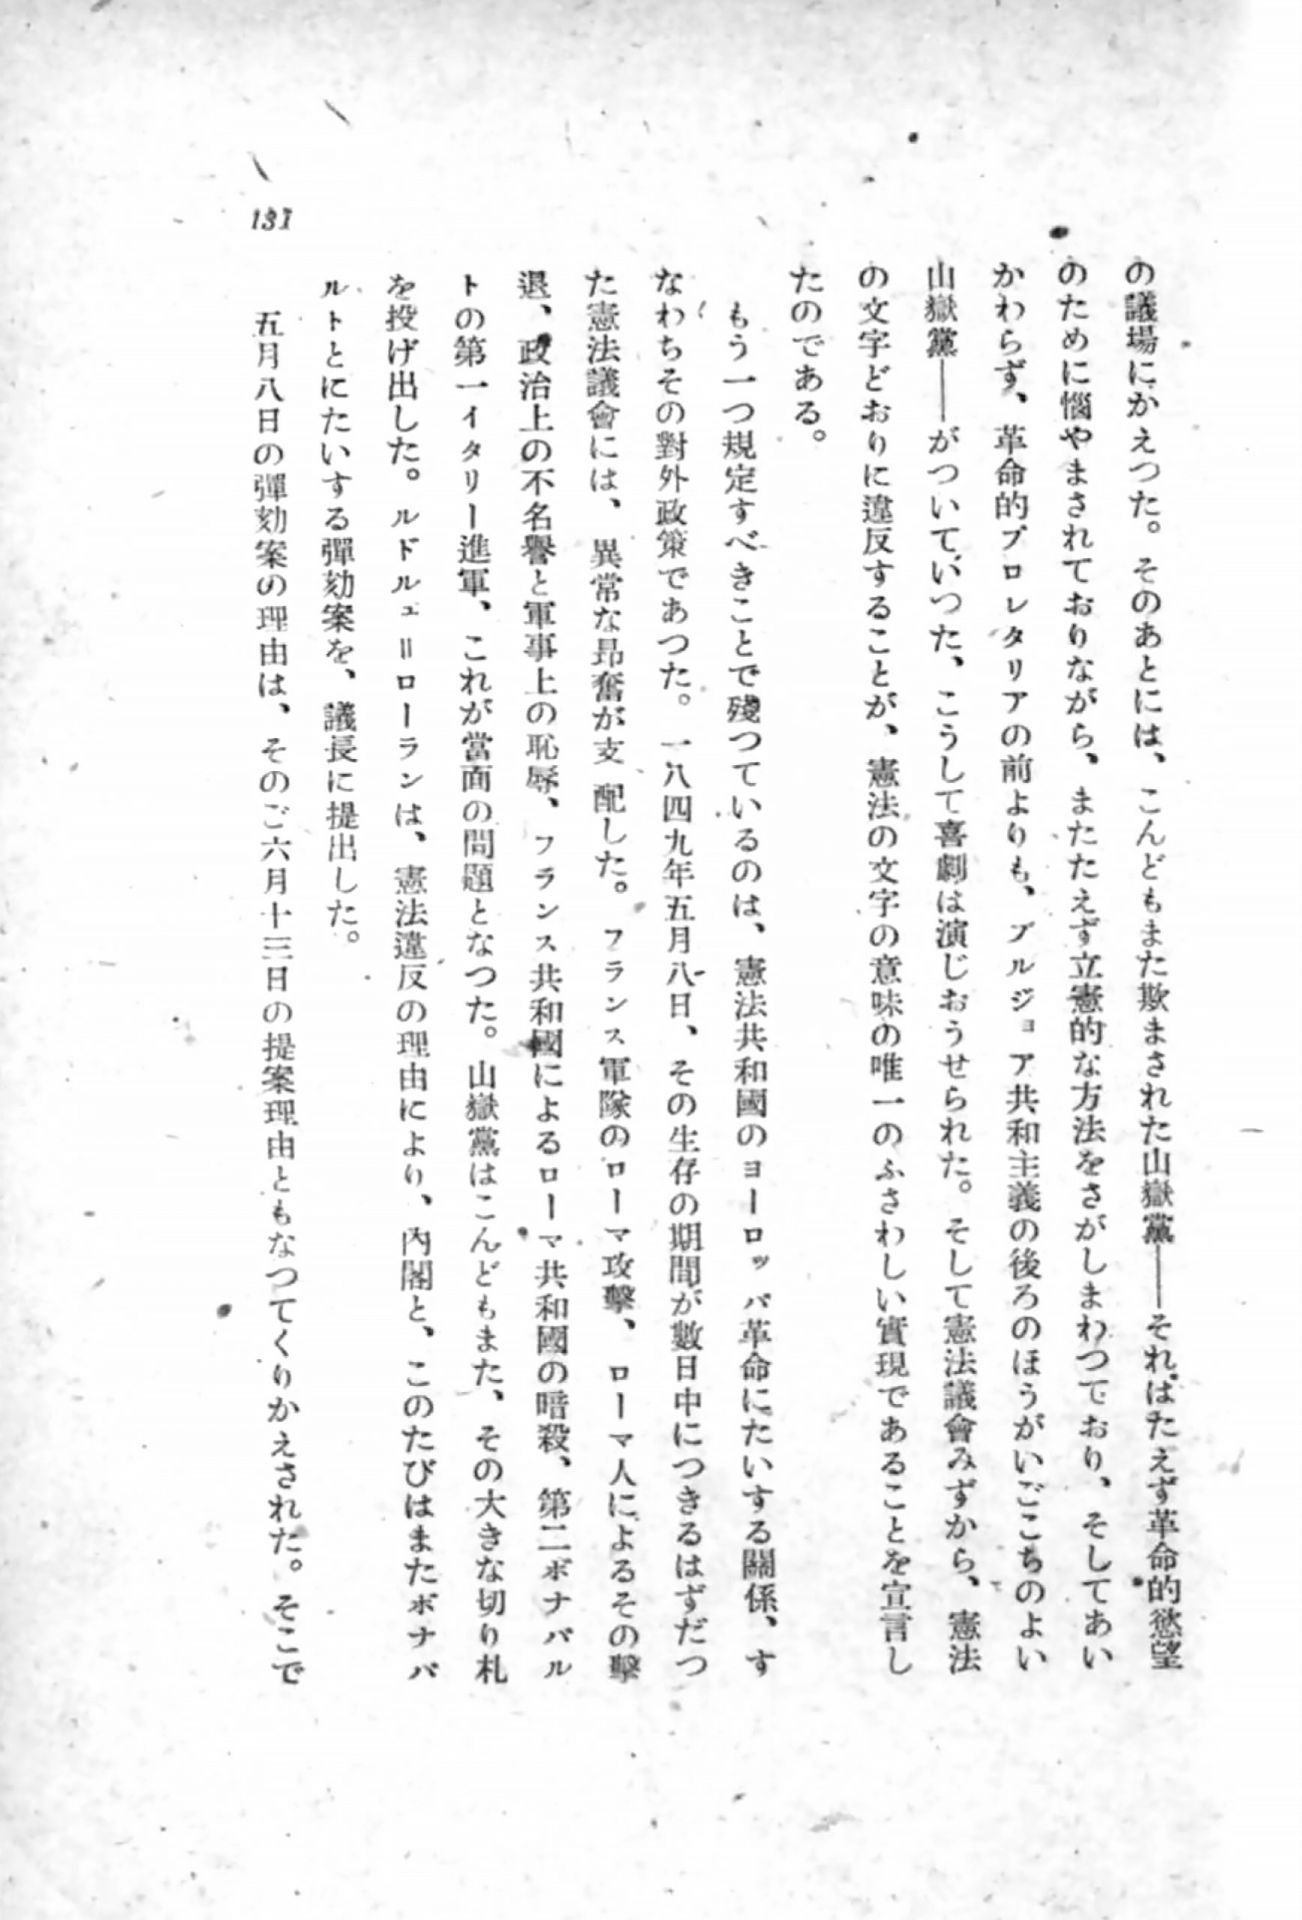 の議場にかえつた。そのあとには、こんどもまた欺まされた山嶽黨――それはたえず革命的慾望
のために惱やまされておりながら、またたえず立憲的な方法をさがしまわつており、そしてあい
かわらず、革命的プロレタリアの前よりも、ブルジョア共和主義の後ろのほうがいごこちのよい
山嶽黨――がついていつた、こうして喜劇は演じおうせられた。そして憲法議會みずから、憲法
の文字どおりに違反することが、憲法の文字の意味の唯一のふさわしい實現であることを宣言し
たのである。
もう一つ規定すべきことで殘つているのは、憲法共和國のヨーロッパ革命にたいする關係、す
なわちその對外政策であつた。一八四九年五月八日、その生存の期間が數日中につきるはずだつ
た憲法議會には、異常な昻奮が支配した。フランス軍隊のローマ攻擊、ローマ人によるその擊
退、政治上の不名譽と軍事上の恥辱、フランス共和國によるローマ共和國の暗殺、第二ボナパル
トの第一イタリー進軍、これが當面の問題となつた。山嶽黨はこんどもまた、その大きな切り札
を投げ出した。ルドルュ＝ローランは、憲法違反の理由により、內閣と、このたびはまたボナパ
ルトとにたいする彈劾案を、議長に提出した。
五月八日の彈劾案の理由は、そのご六月十三日の提案理由ともなつてくりかえされた。そこで
131